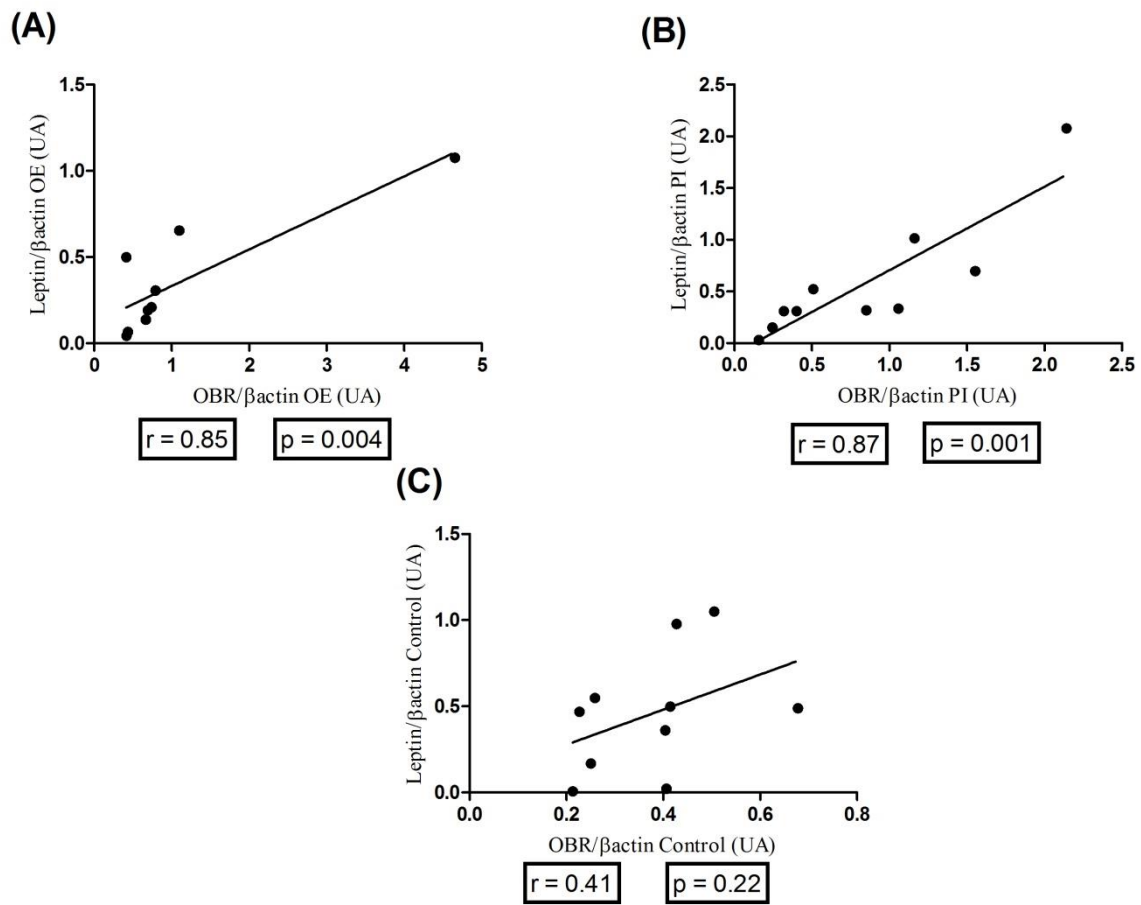 (A)
1.5
1.0
0.5
0.0
Leptin/βactin OE (UA)
0 1 2 3 4 5
OBR/βactin OE (UA)
r = 0.85 p = 0.004
(B)
2.5
2.0
1.5
1.0
0.5
0.0
Leptin/βactin PI (UA)
0.0 0.5 1.0 1.5 2.0 2.5
OBR/βactin PI (UA)
r = 0.87 p = 0.001
(C)
1.5
1.0
0.5
0.0
Leptin/βactin Control (UA)
0.0 0.2 0.4 0.6 0.8
OBR/βactin Control (UA)
r = 0.41 p = 0.22